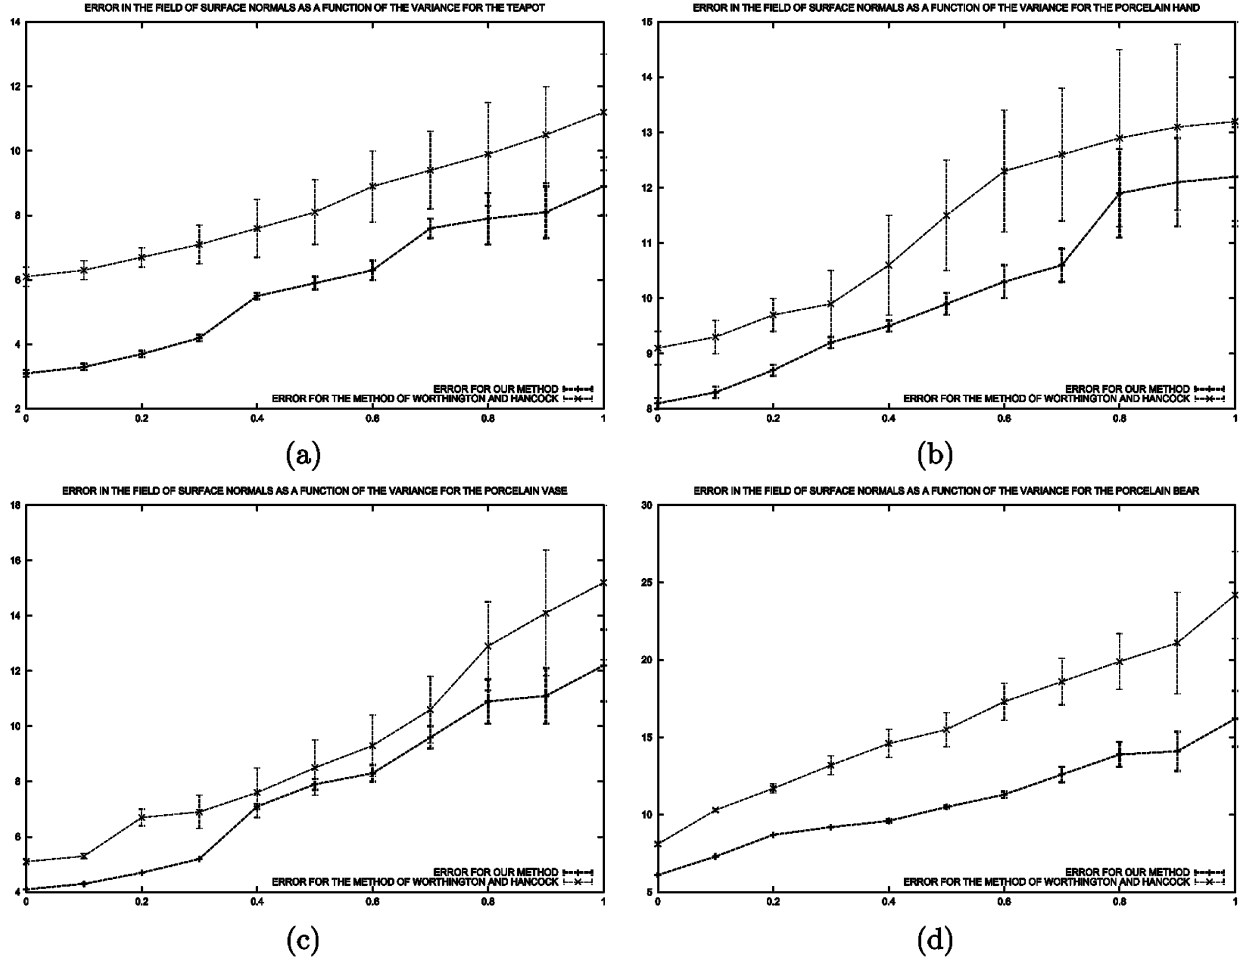 ERROR IN THE FIELD OF SURFACE NORMALS AS A FUNCTION OF THE VARIANCE FOR THE TEAPOT
14
12
10
8
6
4
2
ERROR FOR OUR METHOD
ERROR FOR THE METHOD OF WORTHINGTON AND HANCOCK
0 0.2 0.4 0.6 0.8 1
(a)
ERROR IN THE FIELD OF SURFACE NORMALS AS A FUNCTION OF THE VARIANCE FOR THE PORCELAIN HAND
15
14
13
12
11
10
9
8
ERROR FOR OUR METHOD
ERROR FOR THE METHOD OF WORTHINGTON AND HANCOCK
0 0.2 0.4 0.6 0.8 1
(b)
ERROR IN THE FIELD OF SURFACE NORMALS AS A FUNCTION OF THE VARIANCE FOR THE PORCELAIN VASE
18
16
14
12
10
8
6
4
ERROR FOR OUR METHOD
ERROR FOR THE METHOD OF WORTHINGTON AND HANCOCK
0 0.2 0.4 0.6 0.8 1
(c)
ERROR IN THE FIELD OF SURFACE NORMALS AS A FUNCTION OF THE VARIANCE FOR THE PORCELAIN BEAR
30
25
20
15
10
5
ERROR FOR OUR METHOD
ERROR FOR THE METHOD OF WORTHINGTON AND HANCOCK
0 0.2 0.4 0.6 0.8 1
(d)